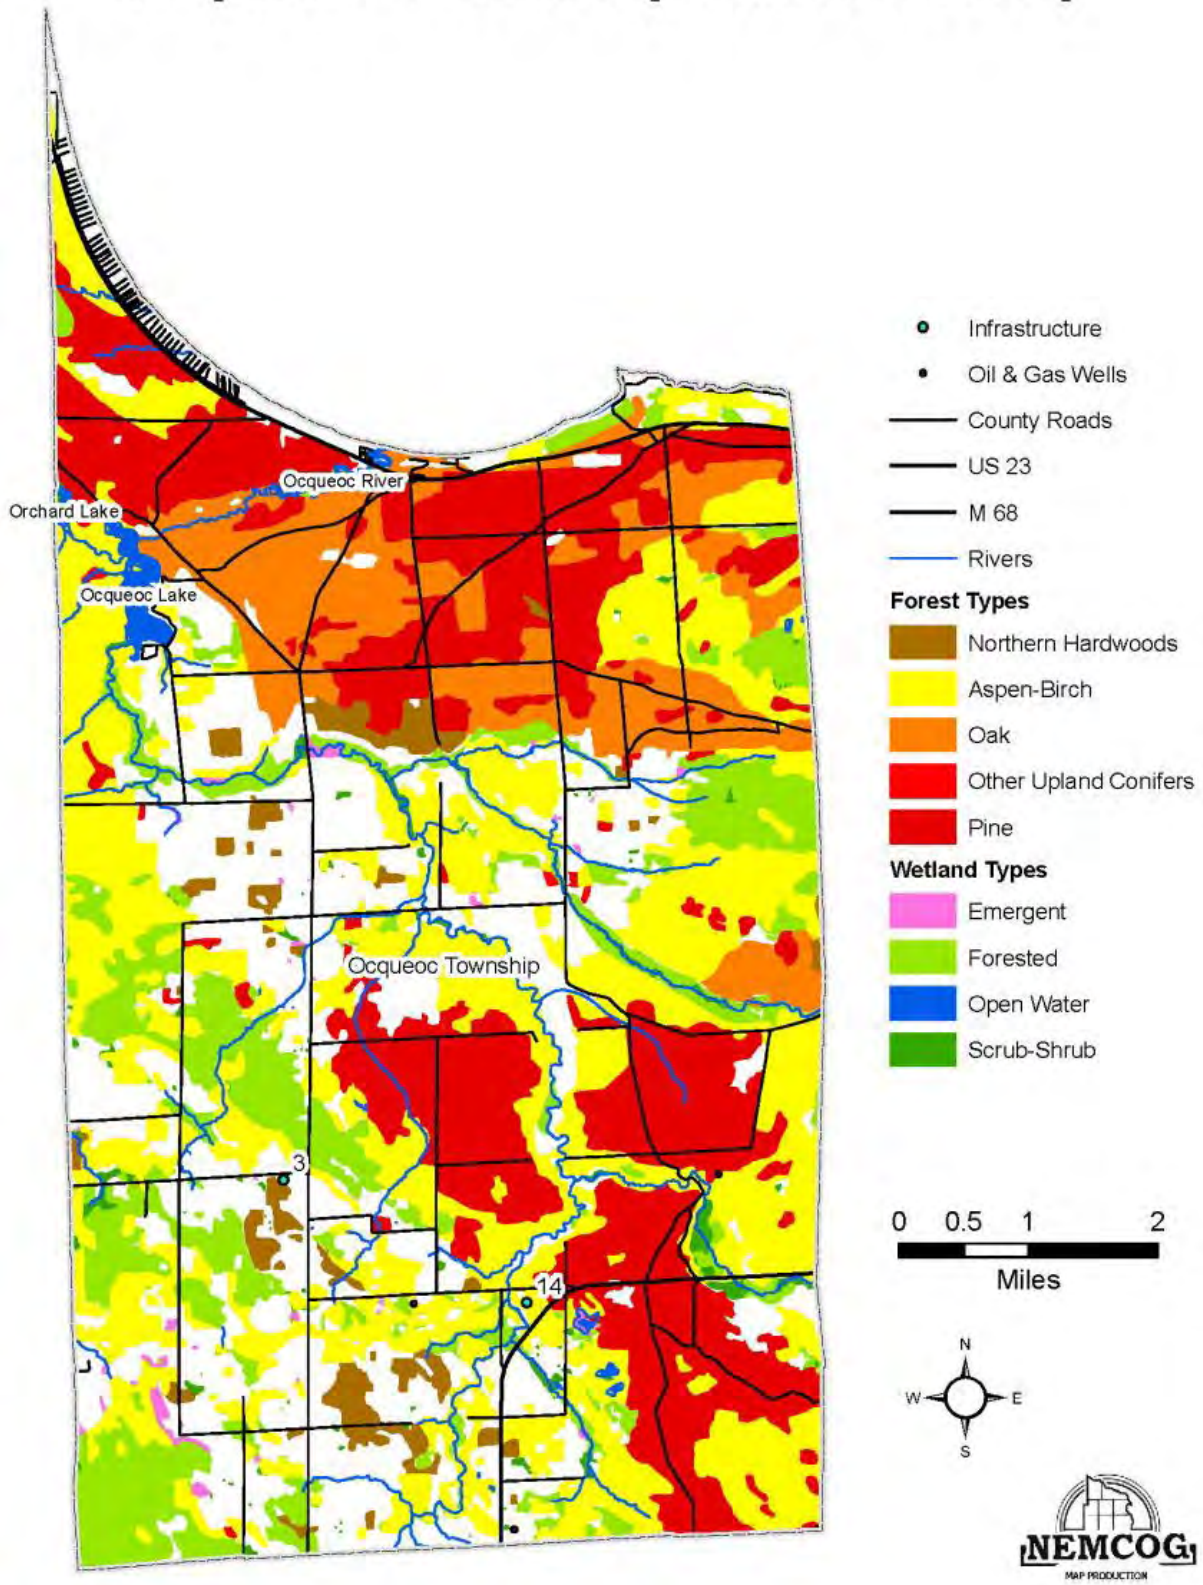 Infrastructure
Oil & Gas Wells
County Roads
US 23
M 68
Rivers
Forest Types
Northern Hardwoods
Aspen-Birch
Oak
Other Upland Conifers
Pine
Wetland Types
Emergent
Forested
Open Water
Scrub-Shrub
Ocqueoc River
Orchard Lake
Ocqueoc Lake
Ocqueoc Township
3
14
0 0.5 1 2
Miles
N
W E
S
NEMCOG
MAP PRODUCTION